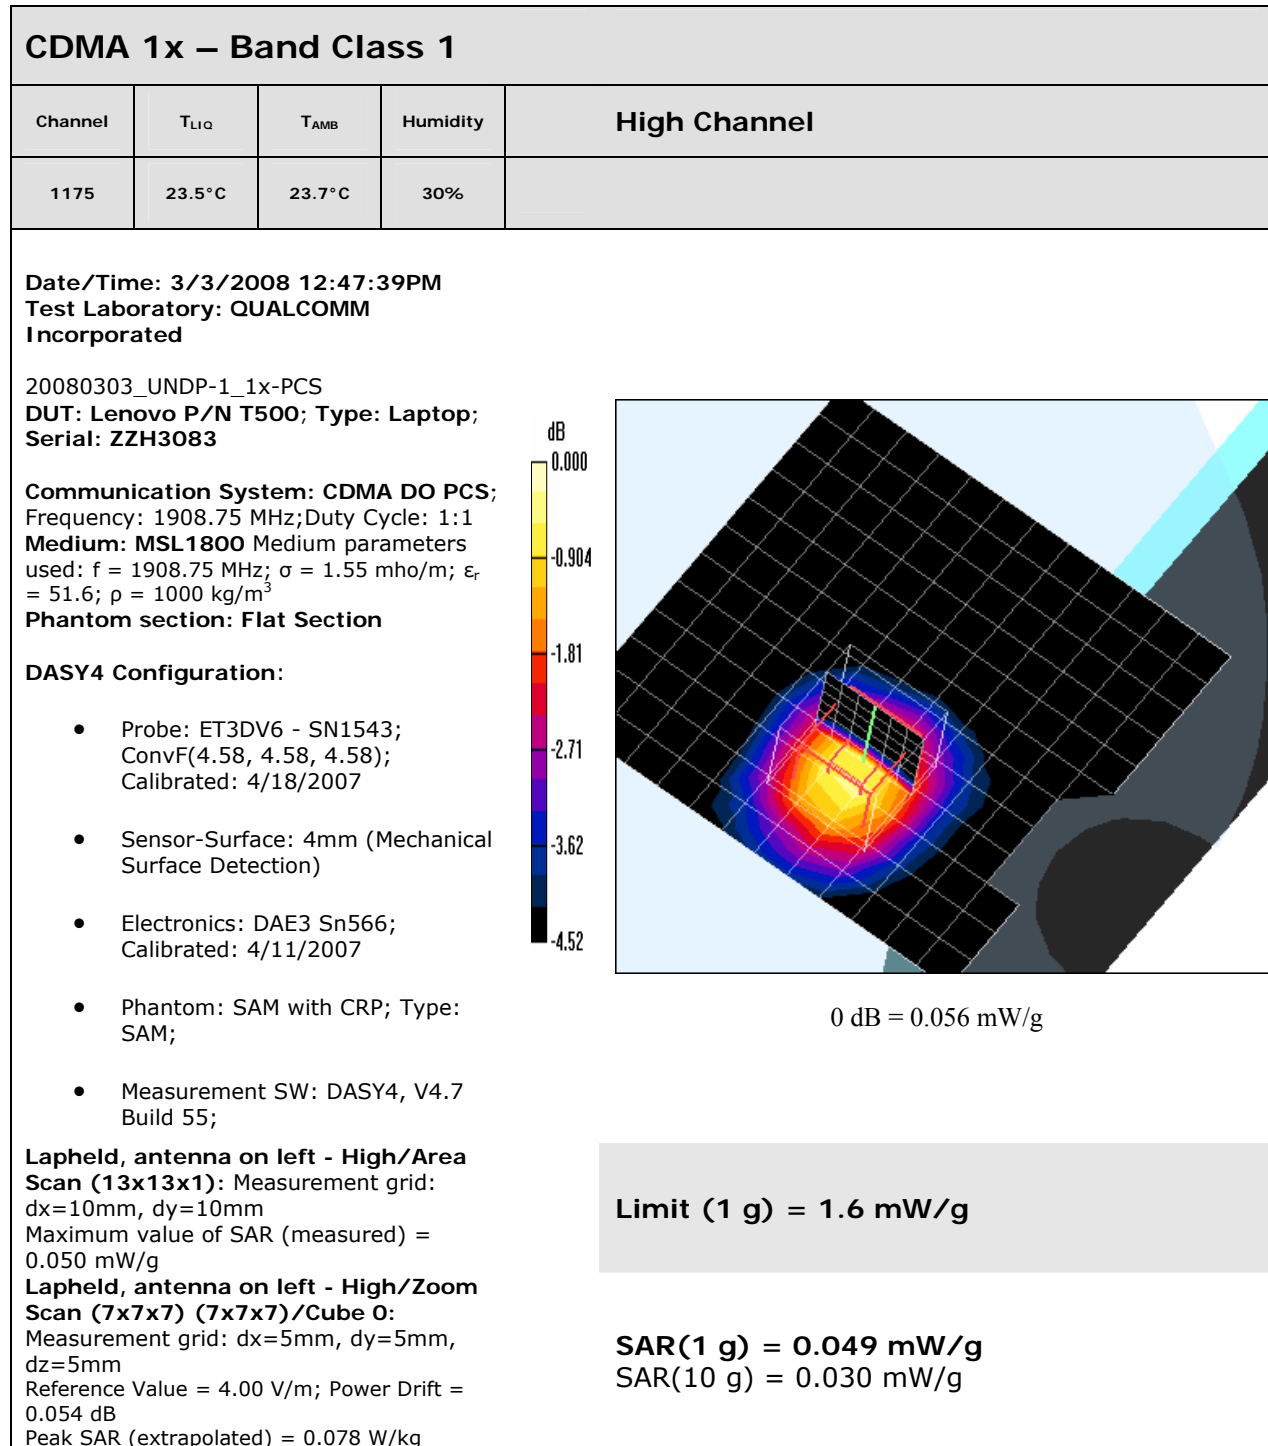 CDMA 1x – Band Class 1
Channel TLIQ TAMB Humidity High Channel
1175 23.5°C 23.7°C 30%
Date/Time: 3/3/2008 12:47:39PM
Test Laboratory: QUALCOMM
Incorporated
20080303_UNDP-1_1x-PCS
DUT: Lenovo P/N T500; Type: Laptop;
Serial: ZZH3083
Communication System: CDMA DO PCS;
Frequency: 1908.75 MHz;Duty Cycle: 1:1
Medium: MSL1800 Medium parameters
used: f = 1908.75 MHz; σ = 1.55 mho/m; εr
= 51.6; ρ = 1000 kg/m³
Phantom section: Flat Section
DASY4 Configuration:
• Probe: ET3DV6 - SN1543;
ConvF(4.58, 4.58, 4.58);
Calibrated: 4/18/2007
• Sensor-Surface: 4mm (Mechanical
Surface Detection)
• Electronics: DAE3 Sn566;
Calibrated: 4/11/2007
• Phantom: SAM with CRP; Type:
SAM;
• Measurement SW: DASY4, V4.7
Build 55;
dB
0.000
-0.904
-1.81
-2.71
-3.62
-4.52
0 dB = 0.056 mW/g
Lapheld, antenna on left - High/Area
Scan (13x13x1): Measurement grid:
dx=10mm, dy=10mm
Maximum value of SAR (measured) =
0.050 mW/g
Lapheld, antenna on left - High/Zoom
Scan (7x7x7) (7x7x7)/Cube 0:
Measurement grid: dx=5mm, dy=5mm,
dz=5mm
Reference Value = 4.00 V/m; Power Drift =
0.054 dB
Peak SAR (extrapolated) = 0.078 W/kg
Limit (1 g) = 1.6 mW/g
SAR(1 g) = 0.049 mW/g
SAR(10 g) = 0.030 mW/g